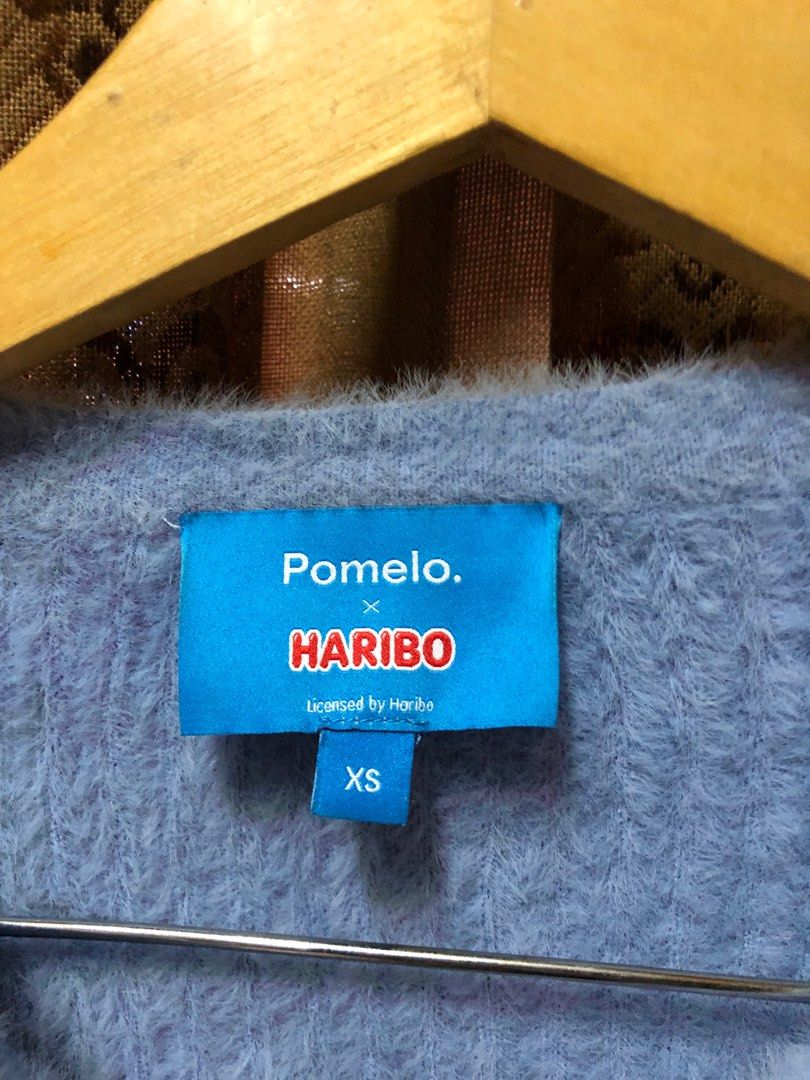 Pomelo.
×
HARIBO
Licensed by Haribo
XS